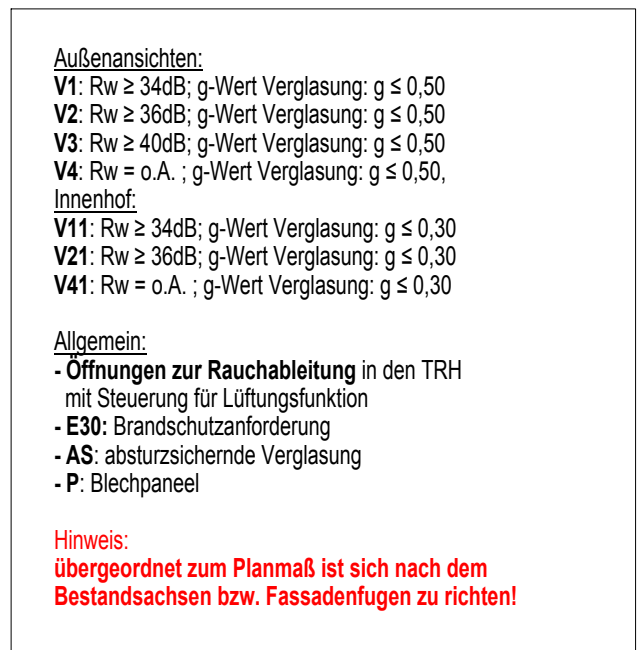 Außenansichten:
V1: Rw ≥ 34dB; g-Wert Verglasung: g ≤ 0,50
V2: Rw ≥ 36dB; g-Wert Verglasung: g ≤ 0,50
V3: Rw ≥ 40dB; g-Wert Verglasung: g ≤ 0,50
V4: Rw = o.A. ; g-Wert Verglasung: g ≤ 0,50,
Innenhof:
V11: Rw ≥ 34dB; g-Wert Verglasung: g ≤ 0,30
V21: Rw ≥ 36dB; g-Wert Verglasung: g ≤ 0,30
V41: Rw = o.A. ; g-Wert Verglasung: g ≤ 0,30
Allgemein:
- Öffnungen zur Rauchableitung in den TRH
mit Steuerung für Lüftungsfunktion
- E30: Brandschutzanforderung
- AS: absturzsichernde Verglasung
- P: Blechpaneel
Hinweis:
übergeordnet zum Planmaß ist sich nach dem
Bestandsachsen bzw. Fassadenfugen zu richten!